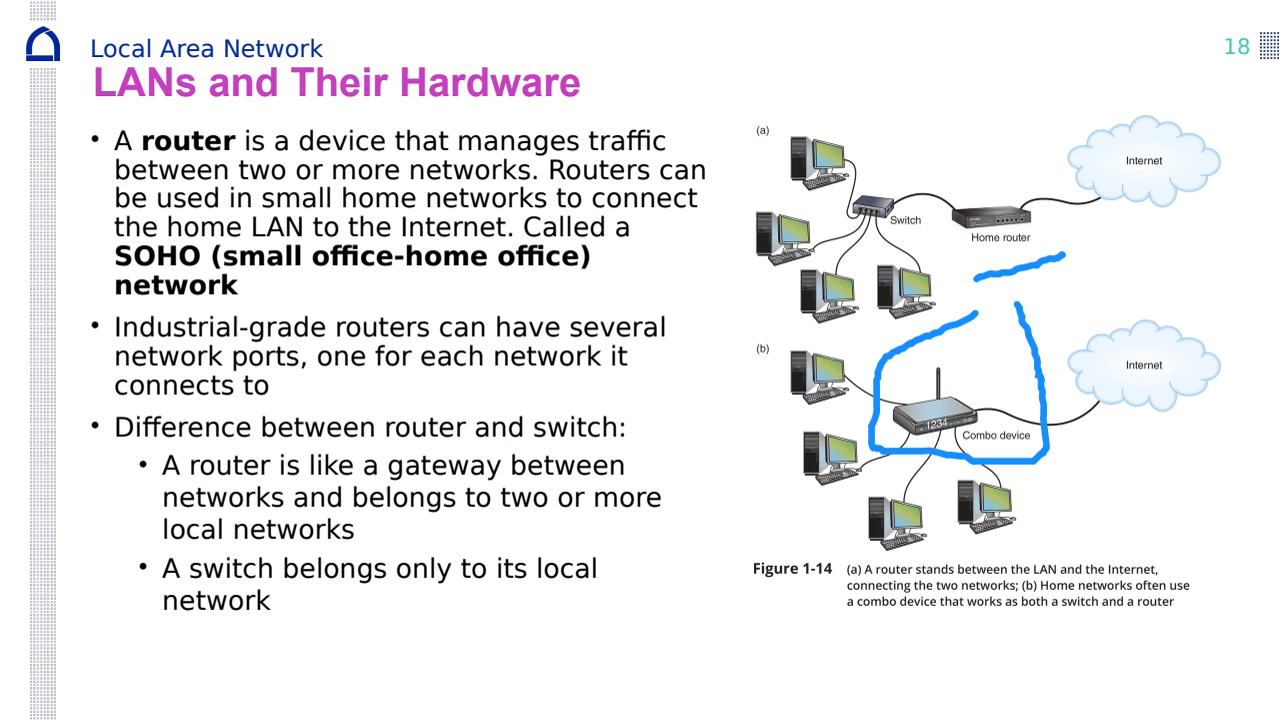 Local Area Network
18
LANs and Their Hardware
• A router is a device that manages traffic
between two or more networks. Routers can
be used in small home networks to connect
the home LAN to the Internet. Called a
SOHO (small office-home office)
network
• Industrial-grade routers can have several
network ports, one for each network it
connects to
• Difference between router and switch:
• A router is like a gateway between
networks and belongs to two or more
local networks
• A switch belongs only to its local
network
(a)
Internet
Switch
Home router
(b)
Internet
1234
Combo device
Figure 1-14 (a) A router stands between the LAN and the Internet,
connecting the two networks; (b) Home networks often use
a combo device that works as both a switch and a router